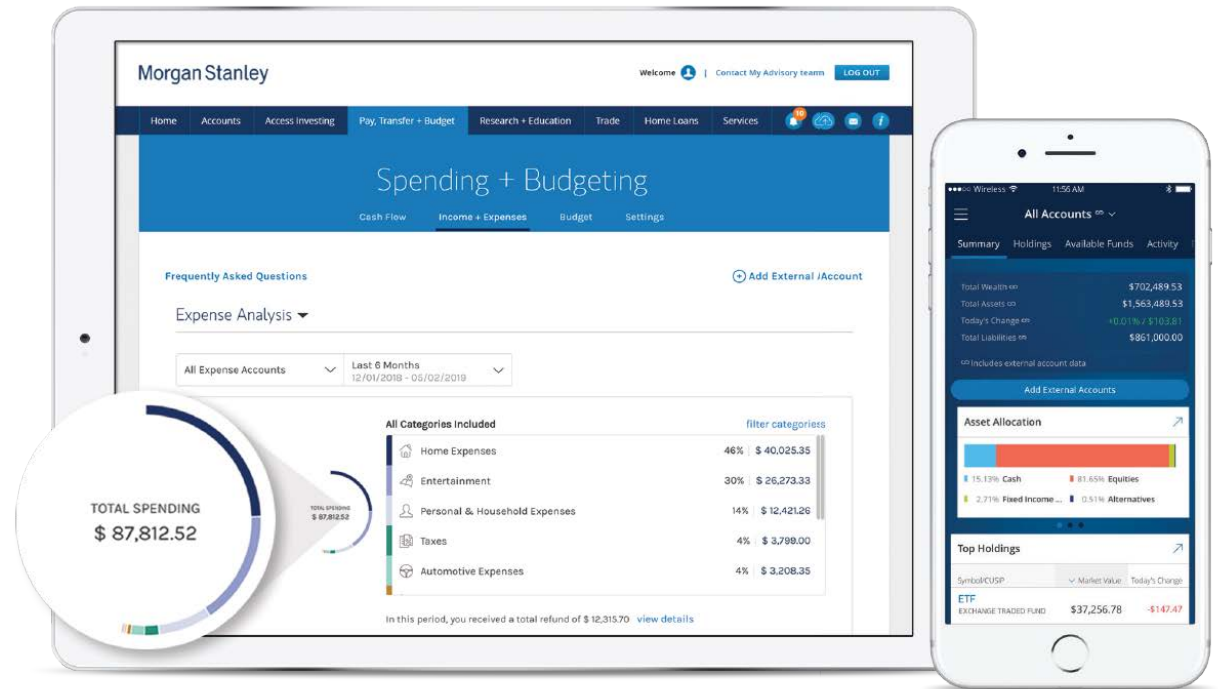 Morgan Stanley
Welcome | Contact My Advisory tearm LOG OUT
Home Accounts Access Investing Pay, Transfer + Budget Research + Education Trade Home Loans Services 10 i
Spending + Budgeting
Cash Flow Income + Expenses Budget Settings
Frequently Asked Questions
+ Add External /Account
Expense Analysis
All Expense Accounts
Last 6 Months
12/01/2018 - 05/02/2019
All Categories Included
filter categoriess
Home Expenses 46% $ 40,025.35
Entertainment 30% $ 26,273.33
Personal & Household Expenses 14% $ 12,421.26
Taxes 4% $ 3,799.00
Automotive Expenses 4% $ 3,208.35
In this period, you received a total refund of $ 12,315.70 view details
TOTAL SPENDING
$ 87,812.52
TOTAL SPENDING
$ 87,812.52
Wireless 11:56 AM
All Accounts
Summary Holdings Available Funds Activity
Total Wealth $702,489.53
Total Assets $1,563,489.53
Today's Change +0.01% / $103.81
Total Liabilities $861,000.00
Includes external account data
Add External Accounts
Asset Allocation
15.13% Cash 81.65% Equities
2.71% Fixed Income ... 0.51% Alternatives
Top Holdings
Symbol/CUSIP Market Value Today's Change
ETF
EXCHANGE TRADED FUND $37,256.78 -$147.47